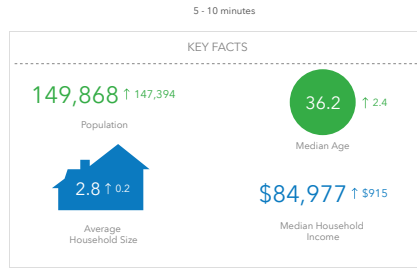 5 - 10 minutes
KEY FACTS
149,868 ↑ 147,394
Population
36.2 ↑ 2.4
Median Age
2.8 ↑ 0.2
Average
Household Size
$84,977 ↑ $915
Median Household
Income